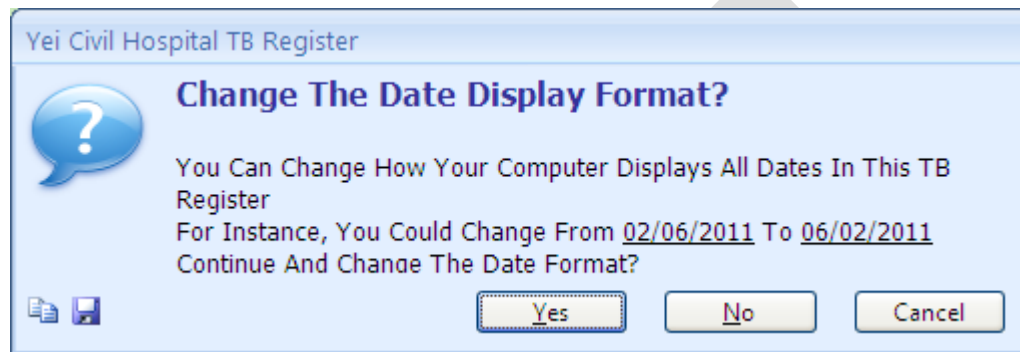 Yei Civil Hospital TB Register
Change The Date Display Format?
You Can Change How Your Computer Displays All Dates In This TB
Register
For Instance, You Could Change From 02/06/2011 To 06/02/2011
Continue And Change The Date Format?
Yes No Cancel